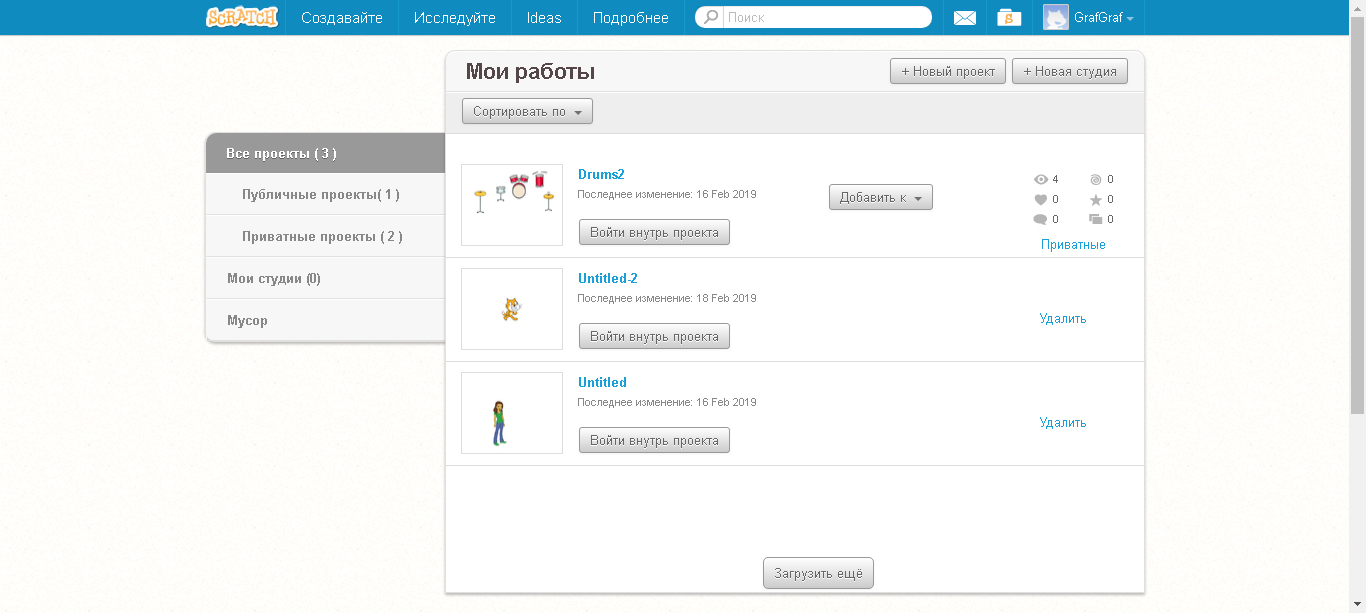 SCRATCH Создавайте Исследуйте Ideas Подробнее Поиск S GrafGraf
Мои работы + Новый проект + Новая студия
Сортировать по
Все проекты ( 3 )
Публичные проекты( 1 )
Приватные проекты ( 2 )
Мои студии (0)
Мусор
Drums2
Последнее изменение: 16 Feb 2019
Войти внутрь проекта
Добавить к
4 0
0 0
0 0
Приватные
Untitled-2
Последнее изменение: 18 Feb 2019
Войти внутрь проекта
Удалить
Untitled
Последнее изменение: 16 Feb 2019
Войти внутрь проекта
Удалить
Загрузить ещё